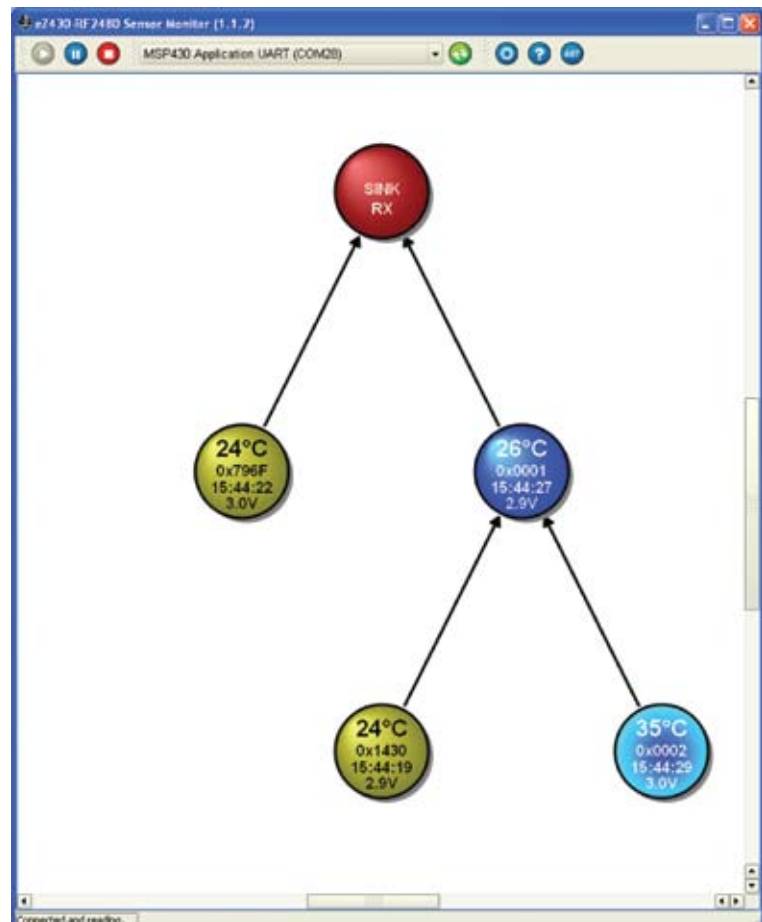 eZ430-RF2480 Sensor Monitor (1.1.2)
MSP430 Application UART (COM28)
SINK
RX
24°C
0x796F
15:44:22
3.0V
26°C
0x0001
15:44:27
2.9V
24°C
0x1430
15:44:19
2.9V
35°C
0x0002
15:44:29
3.0V
Connected and reading...